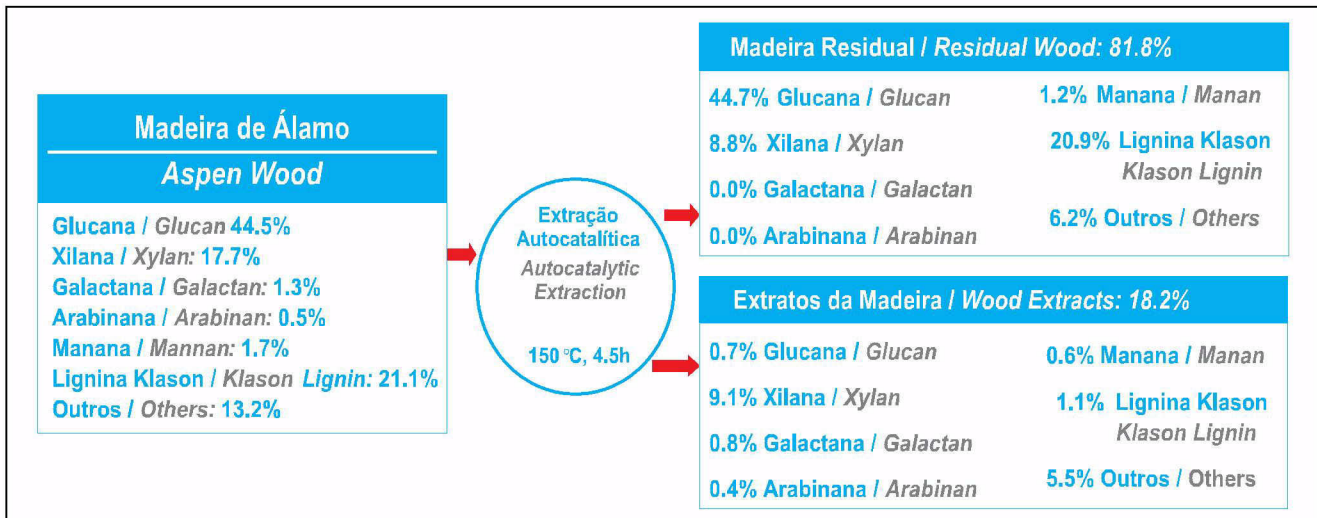 Madeira de Álamo
Aspen Wood
Glucana / Glucan 44.5%
Xilana / Xylan: 17.7%
Galactana / Galactan: 1.3%
Arabinana / Arabinan: 0.5%
Manana / Mannan: 1.7%
Lignina Klason / Klason Lignin: 21.1%
Outros / Others: 13.2%
Extração
Autocatalítica
Autocatalytic
Extraction
150 °C, 4.5h
Madeira Residual / Residual Wood: 81.8%
44.7% Glucana / Glucan
8.8% Xilana / Xylan
0.0% Galactana / Galactan
0.0% Arabinana / Arabinan
1.2% Manana / Manan
20.9% Lignina Klason
Klason Lignin
6.2% Outros / Others
Extratos da Madeira / Wood Extracts: 18.2%
0.7% Glucana / Glucan
9.1% Xilana / Xylan
0.8% Galactana / Galactan
0.4% Arabinana / Arabinan
0.6% Manana / Manan
1.1% Lignina Klason
Klason Lignin
5.5% Outros / Others